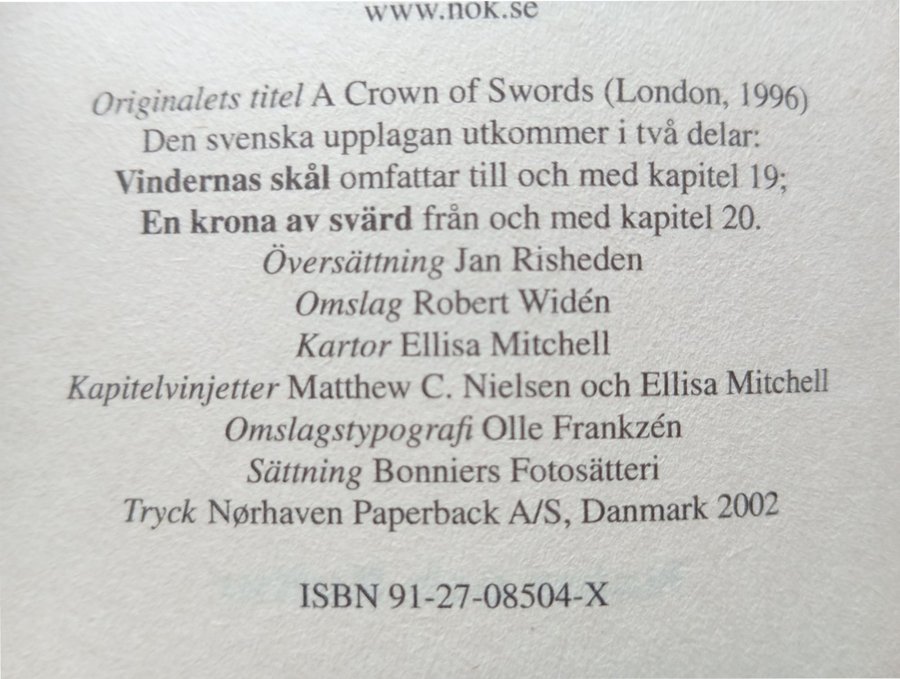 www.nok.se
Originalets titel A Crown of Swords (London, 1996)
Den svenska upplagan utkommer i två delar:
Vindernas skål omfattar till och med kapitel 19;
En krona av svärd från och med kapitel 20.
Översättning Jan Risheden
Omslag Robert Widén
Kartor Ellisa Mitchell
Kapitelvinjetter Matthew C. Nielsen och Ellisa Mitchell
Omslagstypografi Olle Frankzén
Sättning Bonniers Fotosätteri
Tryck Nørhaven Paperback A/S, Danmark 2002
ISBN 91-27-08504-X